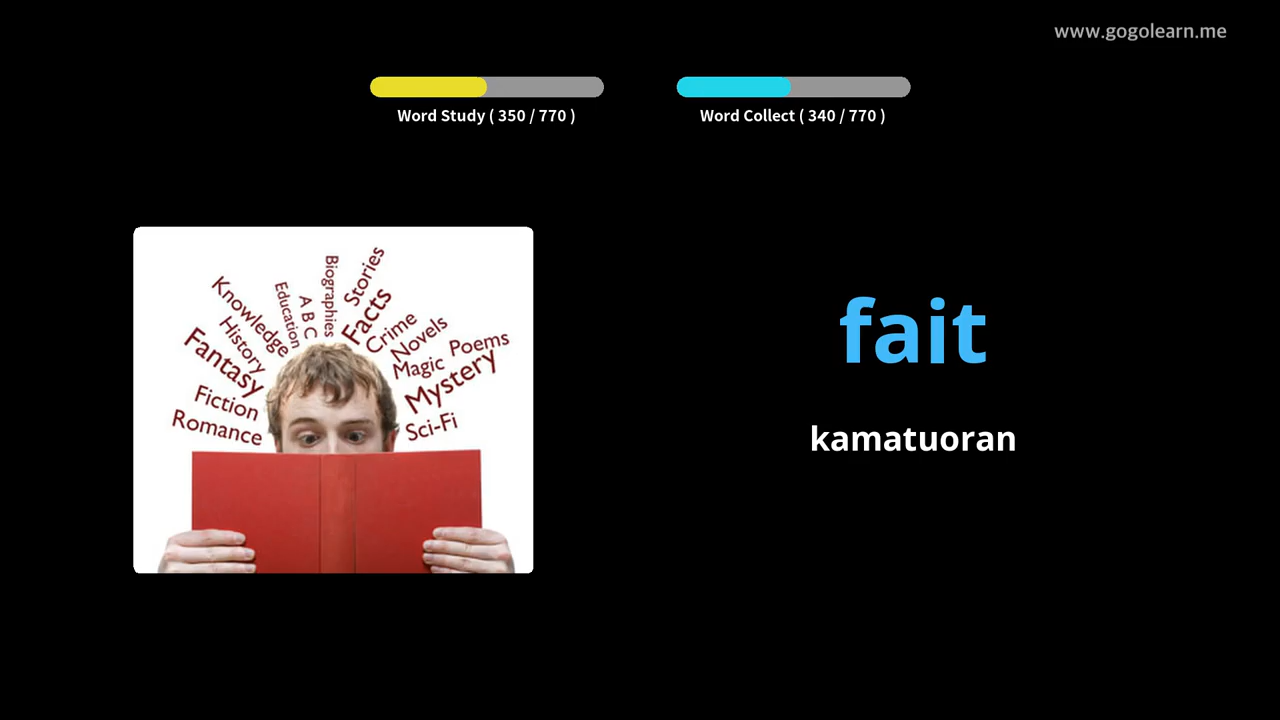 www.gogolearn.me
Word Study ( 350 / 770 )
Word Collect ( 340 / 770 )
Biographies
Stories
Education
A B C
Facts
Knowledge
Crime
History
Novels
Poems
Fantasy
Magic
Mystery
Fiction
Romance
Sci-Fi
fait
kamatuoran